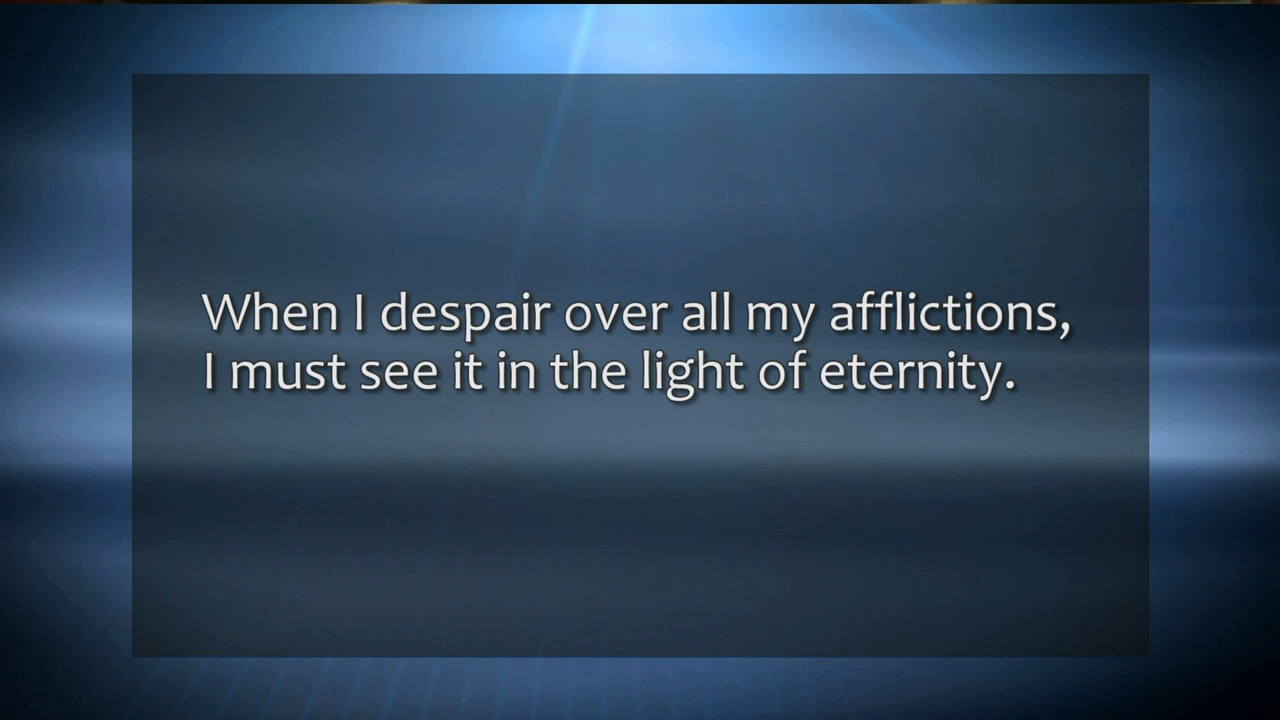 When I despair over all my afflictions,
I must see it in the light of eternity.